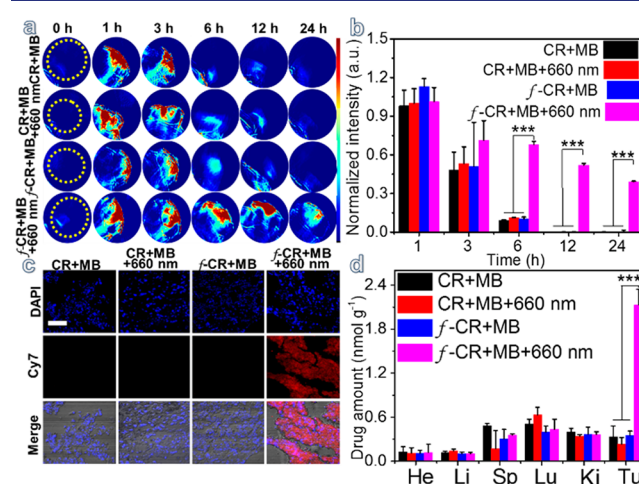 a
0 h 1 h 3 h 6 h 12 h 24 h
CR+MB
CR+MB +660 nm
f-CR+MB
f-CR+MB +660 nm
b
Normalized intensity (a.u.)
1.5
1.2
0.9
0.6
0.3
0.0
CR+MB
CR+MB+660 nm
f-CR+MB
f-CR+MB+660 nm
*** *** ***
1 3 6 12 24
Time (h)
c
CR+MB CR+MB +660 nm f-CR+MB f-CR+MB +660 nm
DAPI
Cy7
Merge
d
Drug amount (nmol g⁻¹)
2.4
1.8
1.2
0.6
0.0
CR+MB
CR+MB+660 nm
f-CR+MB
f-CR+MB+660 nm
***
He Li Sp Lu Ki Tu